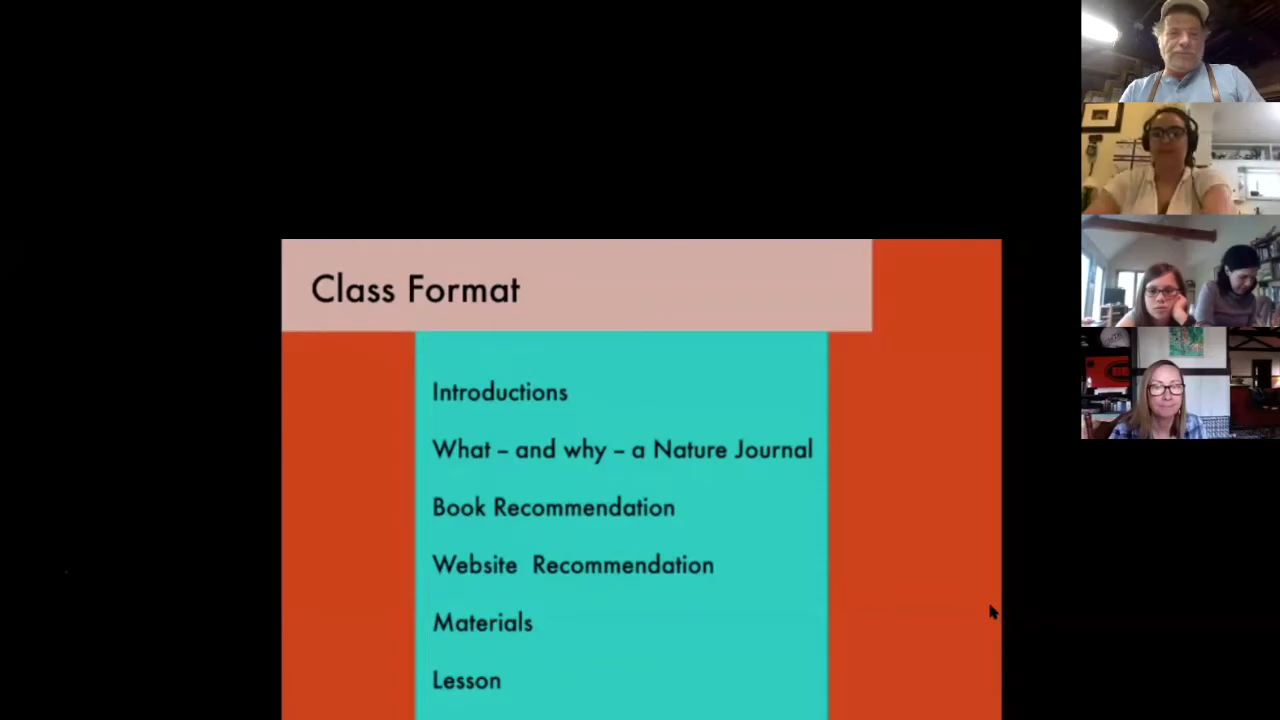 Class Format
Introductions
What – and why – a Nature Journal
Book Recommendation
Website Recommendation
Materials
Lesson